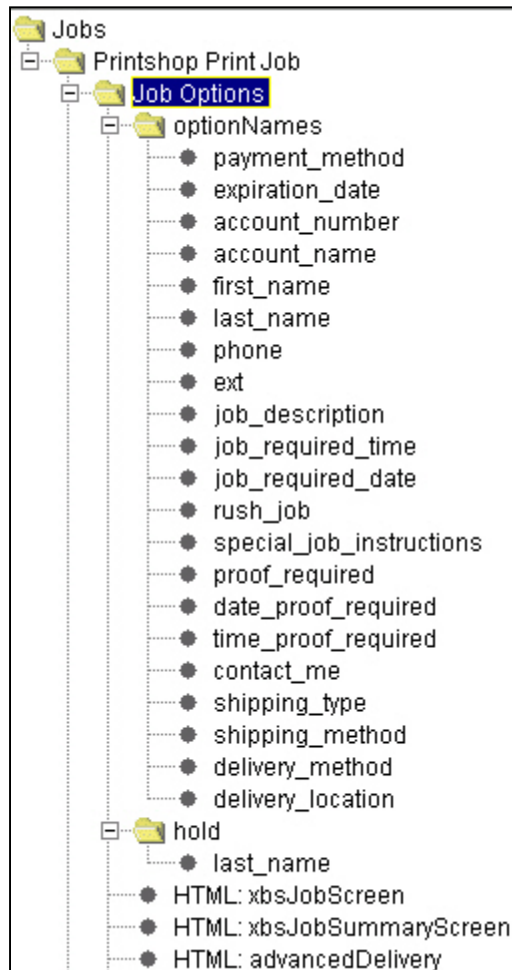 Jobs
Printshop Print Job
Job Options
optionNames
payment_method
expiration_date
account_number
account_name
first_name
last_name
phone
ext
job_description
job_required_time
job_required_date
rush_job
special_job_instructions
proof_required
date_proof_required
time_proof_required
contact_me
shipping_type
shipping_method
delivery_method
delivery_location
hold
last_name
HTML: xbsJobScreen
HTML: xbsJobSummaryScreen
HTML: advancedDelivery